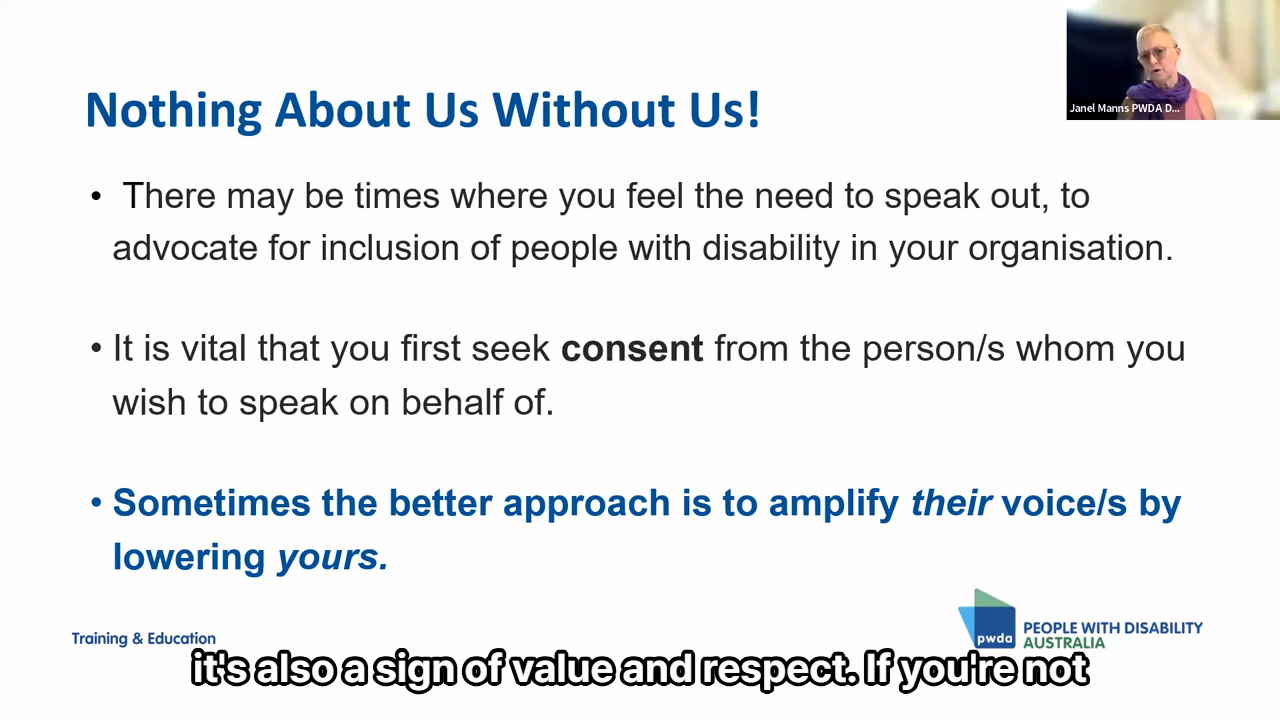 Nothing About Us Without Us!
Janel Manns PWDA D...
• There may be times where you feel the need to speak out, to
advocate for inclusion of people with disability in your organisation.
• It is vital that you first seek consent from the person/s whom you
wish to speak on behalf of.
• Sometimes the better approach is to amplify their voice/s by
lowering yours.
Training & Education
pwda
PEOPLE WITH DISABILITY
AUSTRALIA
it's also a sign of value and respect. If you're not